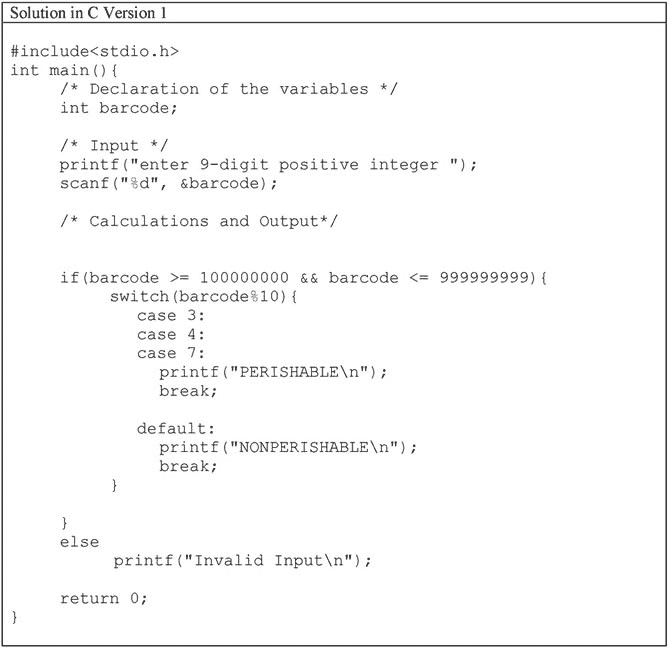 Solution in C Version 1
#include<stdio.h>
int main(){
/* Declaration of the variables */
int barcode;
/* Input */
printf("enter 9-digit positive integer ");
scanf("%d", &barcode);
/* Calculations and Output*/
if(barcode >= 100000000 && barcode <= 999999999){
switch(barcode%10){
case 3:
case 4:
case 7:
printf("PERISHABLE\n");
break;
default:
printf("NONPERISHABLE\n");
break;
}
}
else
printf("Invalid Input\n");
return 0;
}